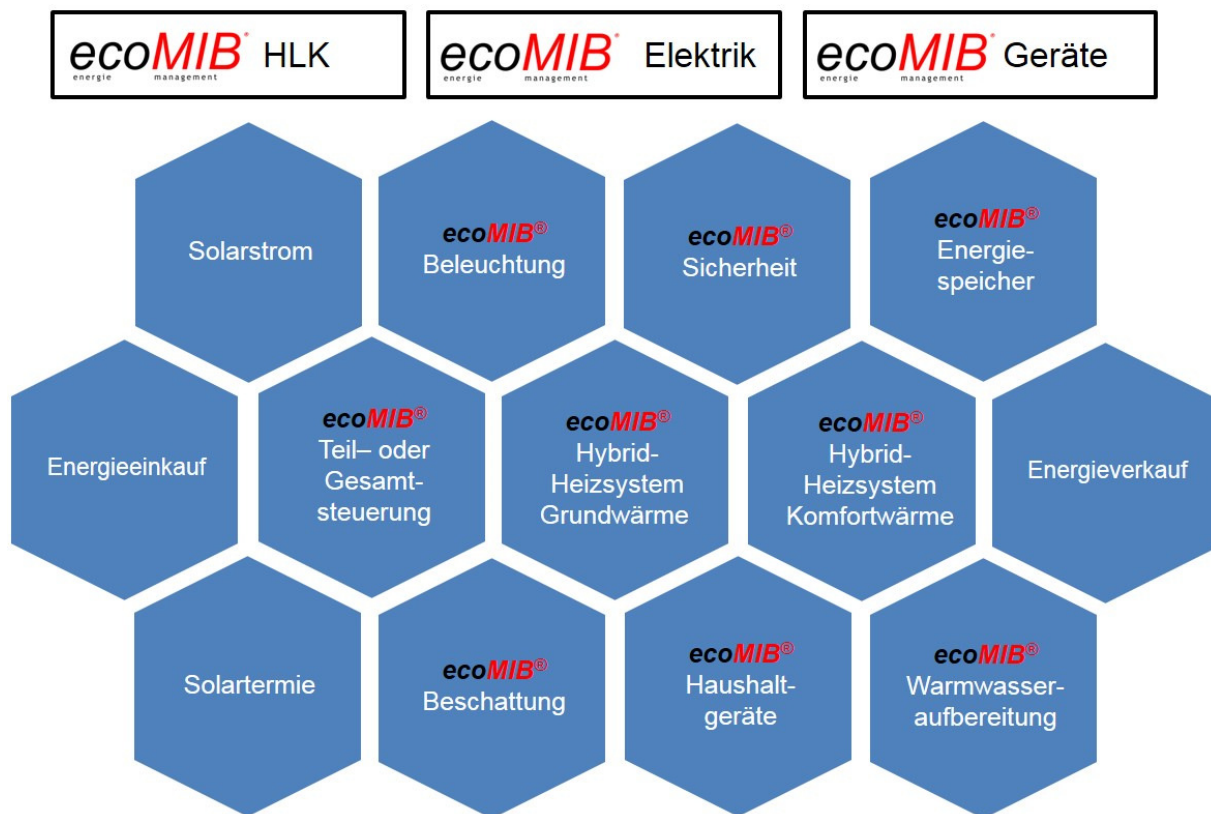 ecoMIB® HLK
energie management
ecoMIB® Elektrik
energie management
ecoMIB® Geräte
energie management
Solarstrom
ecoMIB®
Beleuchtung
ecoMIB®
Sicherheit
ecoMIB®
Energie-
speicher
Energieeinkauf
ecoMIB®
Teil– oder
Gesamt-
steuerung
ecoMIB®
Hybrid-
Heizsystem
Grundwärme
ecoMIB®
Hybrid-
Heizsystem
Komfortwärme
Energieverkauf
Solartermie
ecoMIB®
Beschattung
ecoMIB®
Haushalt-
geräte
ecoMIB®
Warmwasser-
aufbereitung